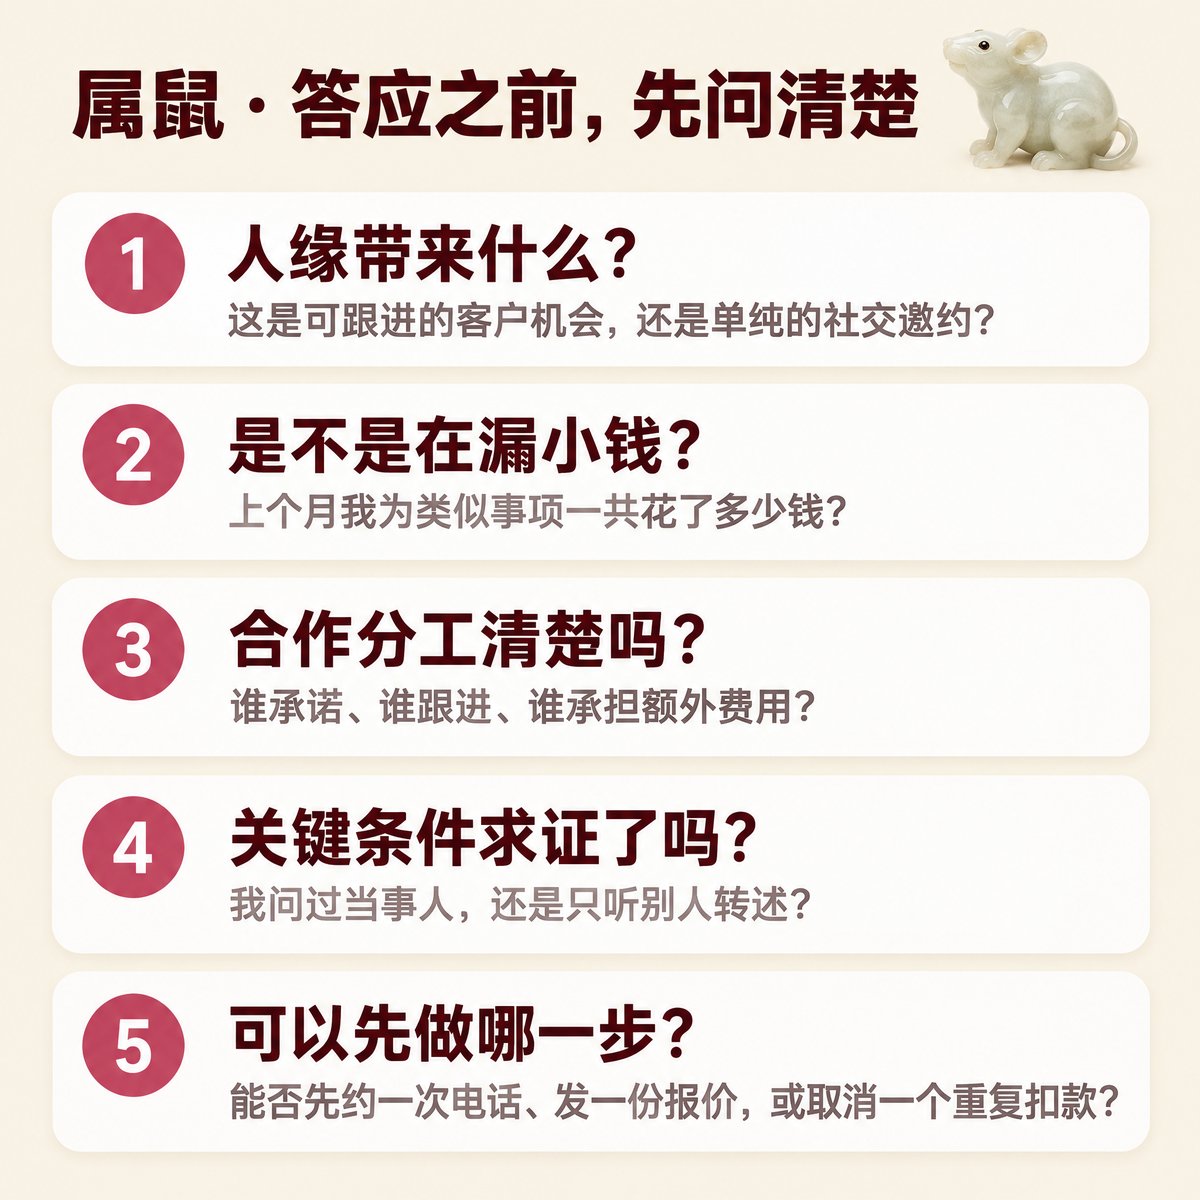 属鼠·答应之前，先问清楚
1
人缘带来什么？
这是可跟进的客户机会，还是单纯的社交邀约？
2
是不是在漏小钱？
上个月我为类似事项一共花了多少钱？
3
合作分工清楚吗？
谁承诺、谁跟进、谁承担额外费用？
4
关键条件求证了吗？
我问过当事人，还是只听别人转述？
5
可以先做哪一步？
能否先约一次电话、发一份报价，或取消一个重复扣款？